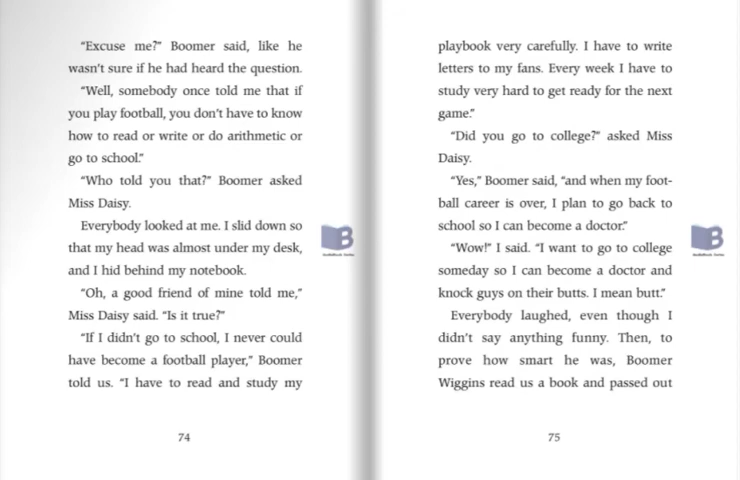 “Excuse me?” Boomer said, like he
wasn’t sure if he had heard the question.
“Well, somebody once told me that if
you play football, you don’t have to know
how to read or write or do arithmetic or
go to school.”
“Who told you that?” Boomer asked
Miss Daisy.
Everybody looked at me. I slid down so
that my head was almost under my desk,
and I hid behind my notebook.
“Oh, a good friend of mine told me,”
Miss Daisy said. “Is it true?”
“If I didn’t go to school, I never could
have become a football player,” Boomer
told us. “I have to read and study my
74
playbook very carefully. I have to write
letters to my fans. Every week I have to
study very hard to get ready for the next
game.”
“Did you go to college?” asked Miss
Daisy.
“Yes,” Boomer said, “and when my foot-
ball career is over, I plan to go back to
school so I can become a doctor.”
“Wow!” I said. “I want to go to college
someday so I can become a doctor and
knock guys on their butts. I mean butt.”
Everybody laughed, even though I
didn’t say anything funny. Then, to
prove how smart he was, Boomer
Wiggins read us a book and passed out
75